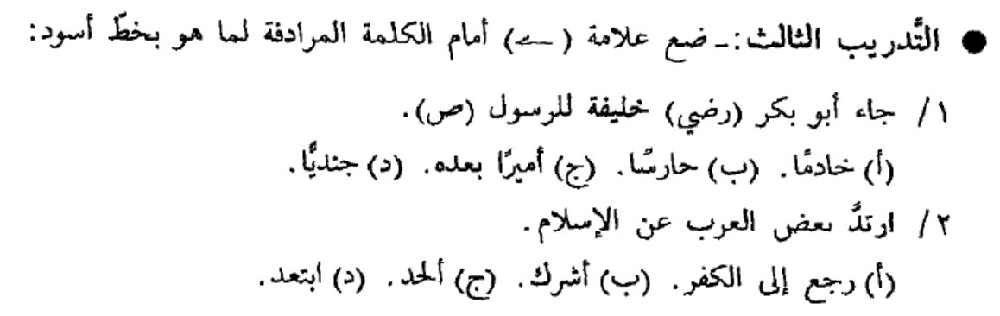 ● التَّدريب الثالث: ـ ضع علامة (ے) أمام الكلمة المرادفة لما هو بخطّ أسود:
١/ جاء أبو بكر (رضي) خليفة للرسول (ص).
(أ) خادمًا. (ب) حارسًا. (ج) أميرًا بعده. (د) جنديًّا.
٢/ ارتدَّ بعض العرب عن الإسلام.
(أ) رجع إلى الكفر. (ب) أشرك. (ج) ألحد. (د) ابتعد.